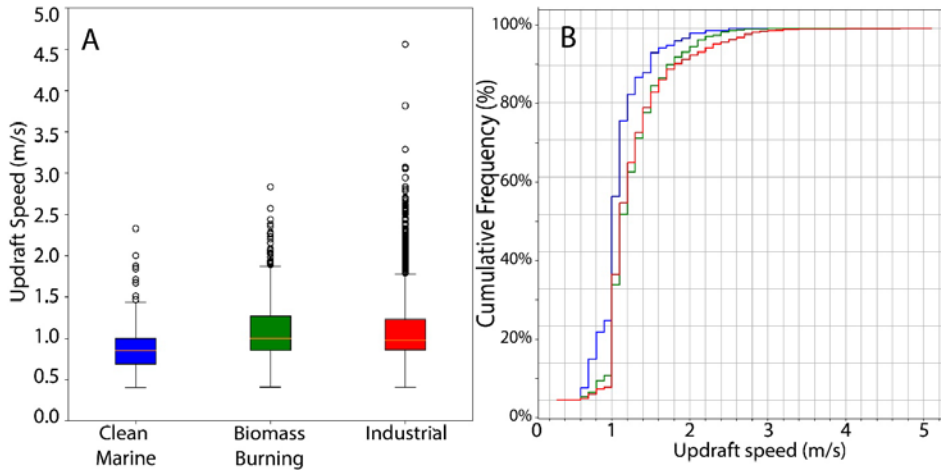 A
Updraft Speed (m/s)
5.0
4.5
4.0
3.5
3.0
2.5
2.0
1.5
1.0
0.5
0.0
Clean
Marine
Biomass
Burning
Industrial
B
Cumulative Frequency (%)
100%
80%
60%
40%
20%
0%
0 1 2 3 4 5
Updraft speed (m/s)